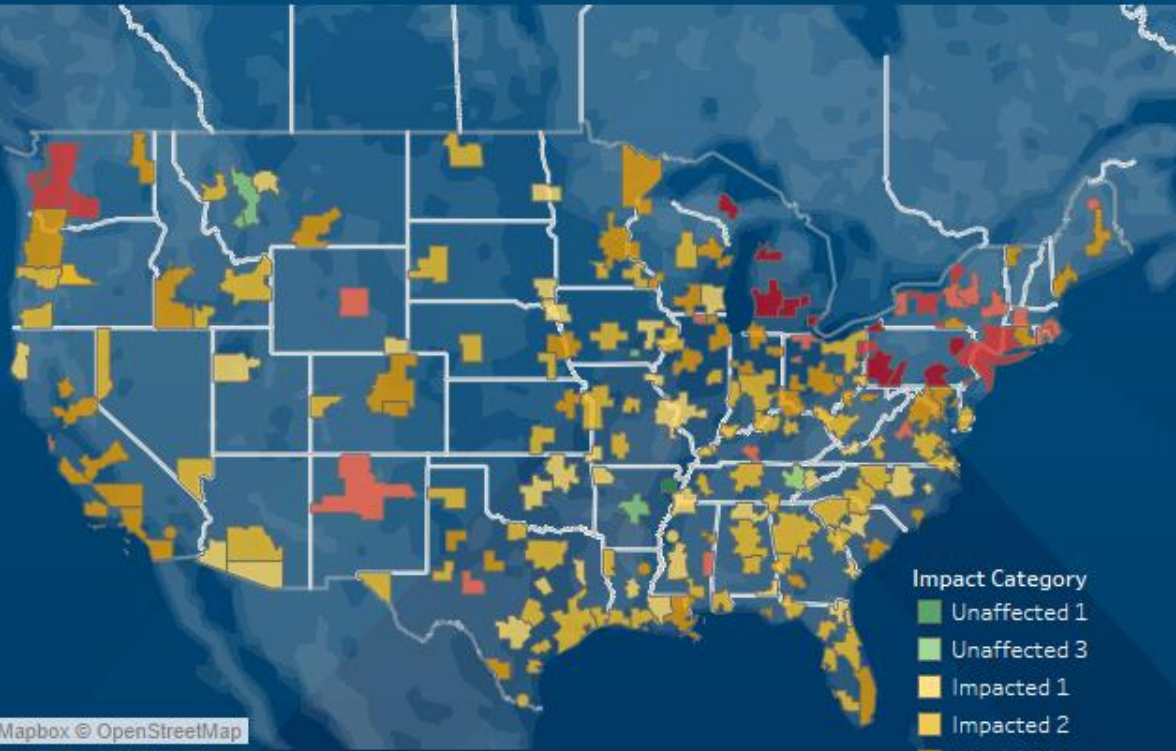 Impact Category
Unaffected 1
Unaffected 3
Impacted 1
Impacted 2
Mapbox © OpenStreetMap